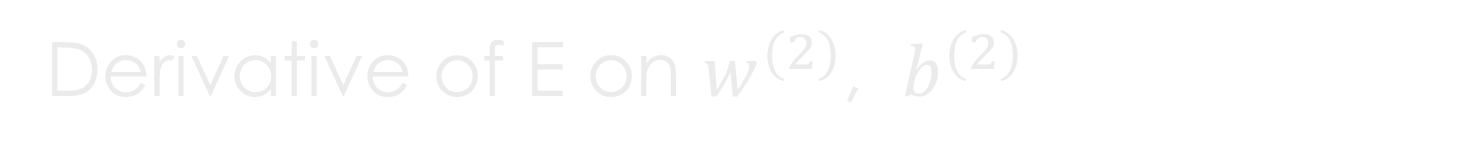 Derivative of E on w⁽²⁾, b⁽²⁾